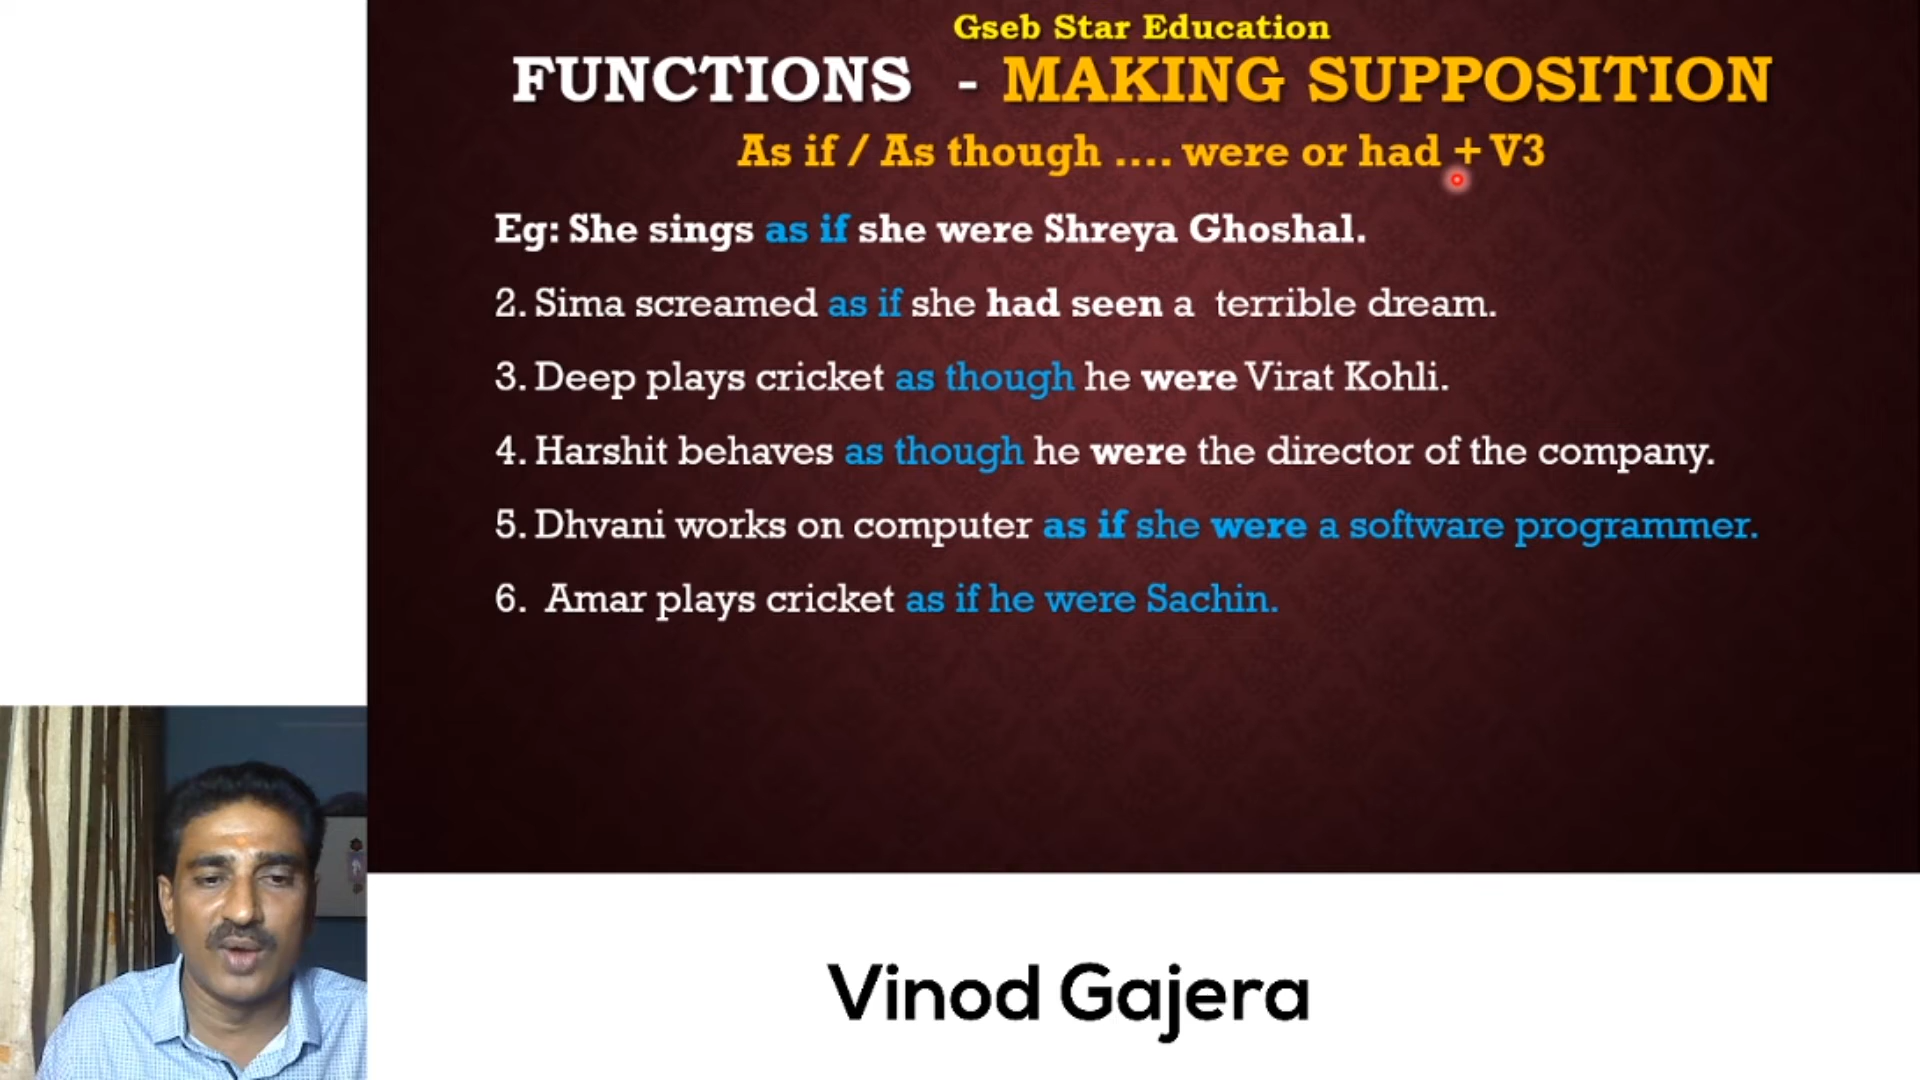 Gseb Star Education
FUNCTIONS - MAKING SUPPOSITION
As if / As though .... were or had + V3
Eg: She sings as if she were Shreya Ghoshal.
2. Sima screamed as if she had seen a terrible dream.
3. Deep plays cricket as though he were Virat Kohli.
4. Harshit behaves as though he were the director of the company.
5. Dhvani works on computer as if she were a software programmer.
6. Amar plays cricket as if he were Sachin.
Vinod Gajera